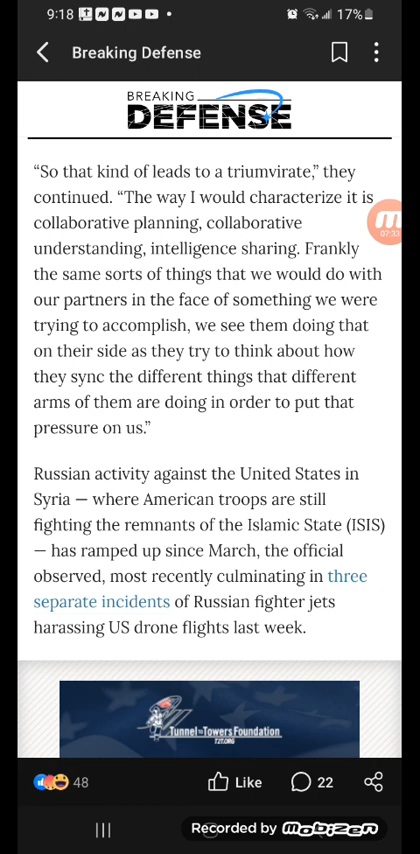 9:18
17%
Breaking Defense
BREAKING
DEFENSE
“So that kind of leads to a triumvirate,” they
continued. “The way I would characterize it is
collaborative planning, collaborative
understanding, intelligence sharing. Frankly
the same sorts of things that we would do with
our partners in the face of something we were
trying to accomplish, we see them doing that
on their side as they try to think about how
they sync the different things that different
arms of them are doing in order to put that
pressure on us.”
07:33
Russian activity against the United States in
Syria — where American troops are still
fighting the remnants of the Islamic State (ISIS)
— has ramped up since March, the official
observed, most recently culminating in three
separate incidents of Russian fighter jets
harassing US drone flights last week.
Tunnel to Towers Foundation
T2T.ORG
48
Like
22
Recorded by mobizen